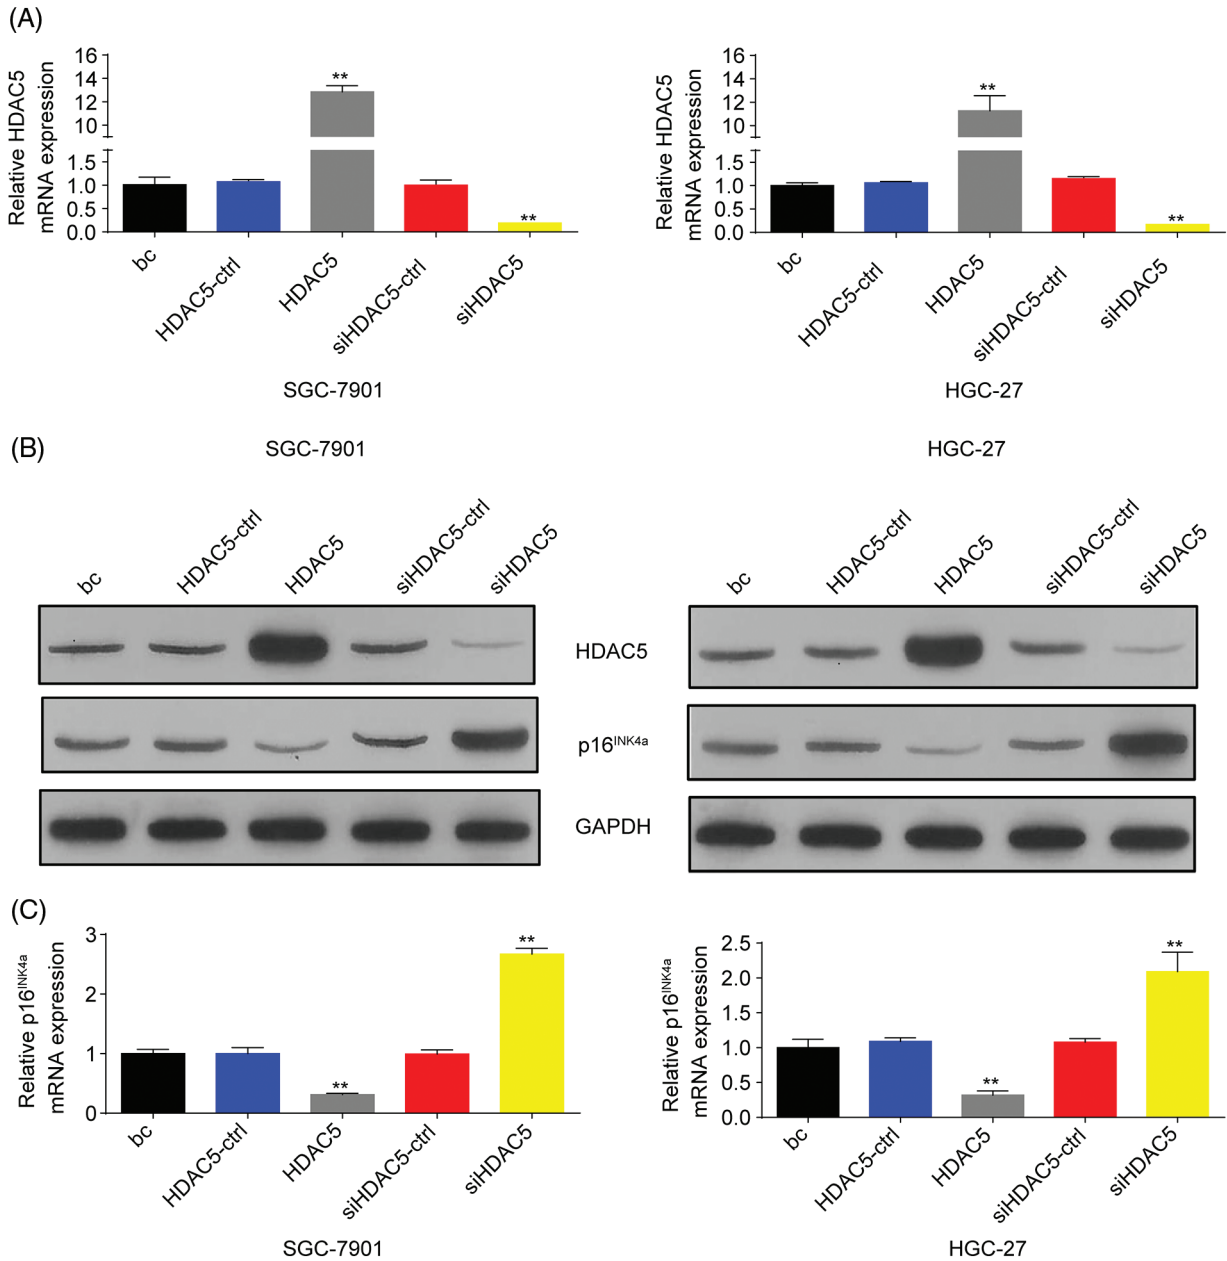 (A)
Relative HDAC5
mRNA expression
16
14
12
10
1.5
1.0
0.5
0.0
**
**
bc
HDAC5-ctrl
HDAC5
siHDAC5-ctrl
siHDAC5
SGC-7901
Relative HDAC5
mRNA expression
16
14
12
10
1.5
1.0
0.5
0.0
**
**
bc
HDAC5-ctrl
HDAC5
siHDAC5-ctrl
siHDAC5
HGC-27
(B)
SGC-7901
HGC-27
bc
HDAC5-ctrl
HDAC5
siHDAC5-ctrl
siHDAC5
bc
HDAC5-ctrl
HDAC5
siHDAC5-ctrl
siHDAC5
HDAC5
p16INK4a
GAPDH
(C)
Relative p16INK4a
mRNA expression
3
2
1
0
**
**
bc
HDAC5-ctrl
HDAC5
siHDAC5-ctrl
siHDAC5
SGC-7901
Relative p16INK4a
mRNA expression
2.5
2.0
1.5
1.0
0.5
0.0
**
**
bc
HDAC5-ctrl
HDAC5
siHDAC5-ctrl
siHDAC5
HGC-27